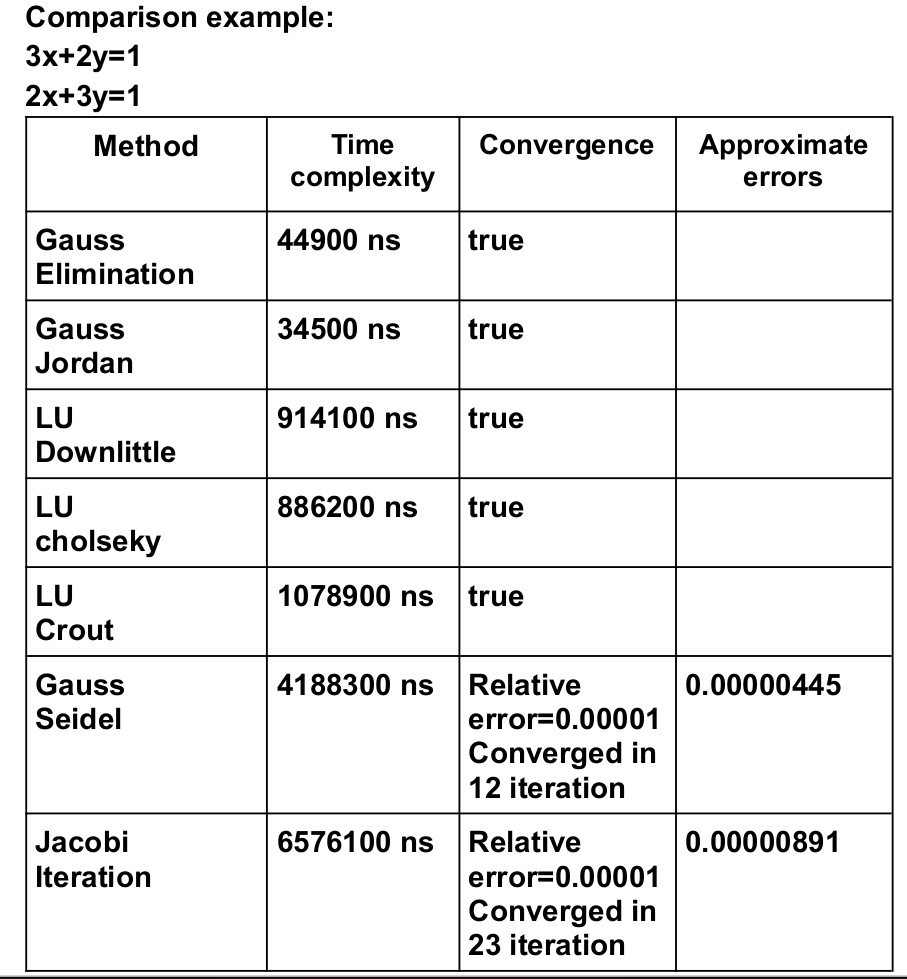 Comparison example:
3x+2y=1
2x+3y=1
Method
Time
complexity
Convergence
Approximate
errors
Gauss
Elimination
44900 ns
true
Gauss
Jordan
34500 ns
true
LU
Downlittle
914100 ns
true
LU
cholseky
886200 ns
true
LU
Crout
1078900 ns
true
Gauss
Seidel
4188300 ns
Relative
error=0.00001
Converged in
12 iteration
0.00000445
Jacobi
Iteration
6576100 ns
Relative
error=0.00001
Converged in
23 iteration
0.00000891